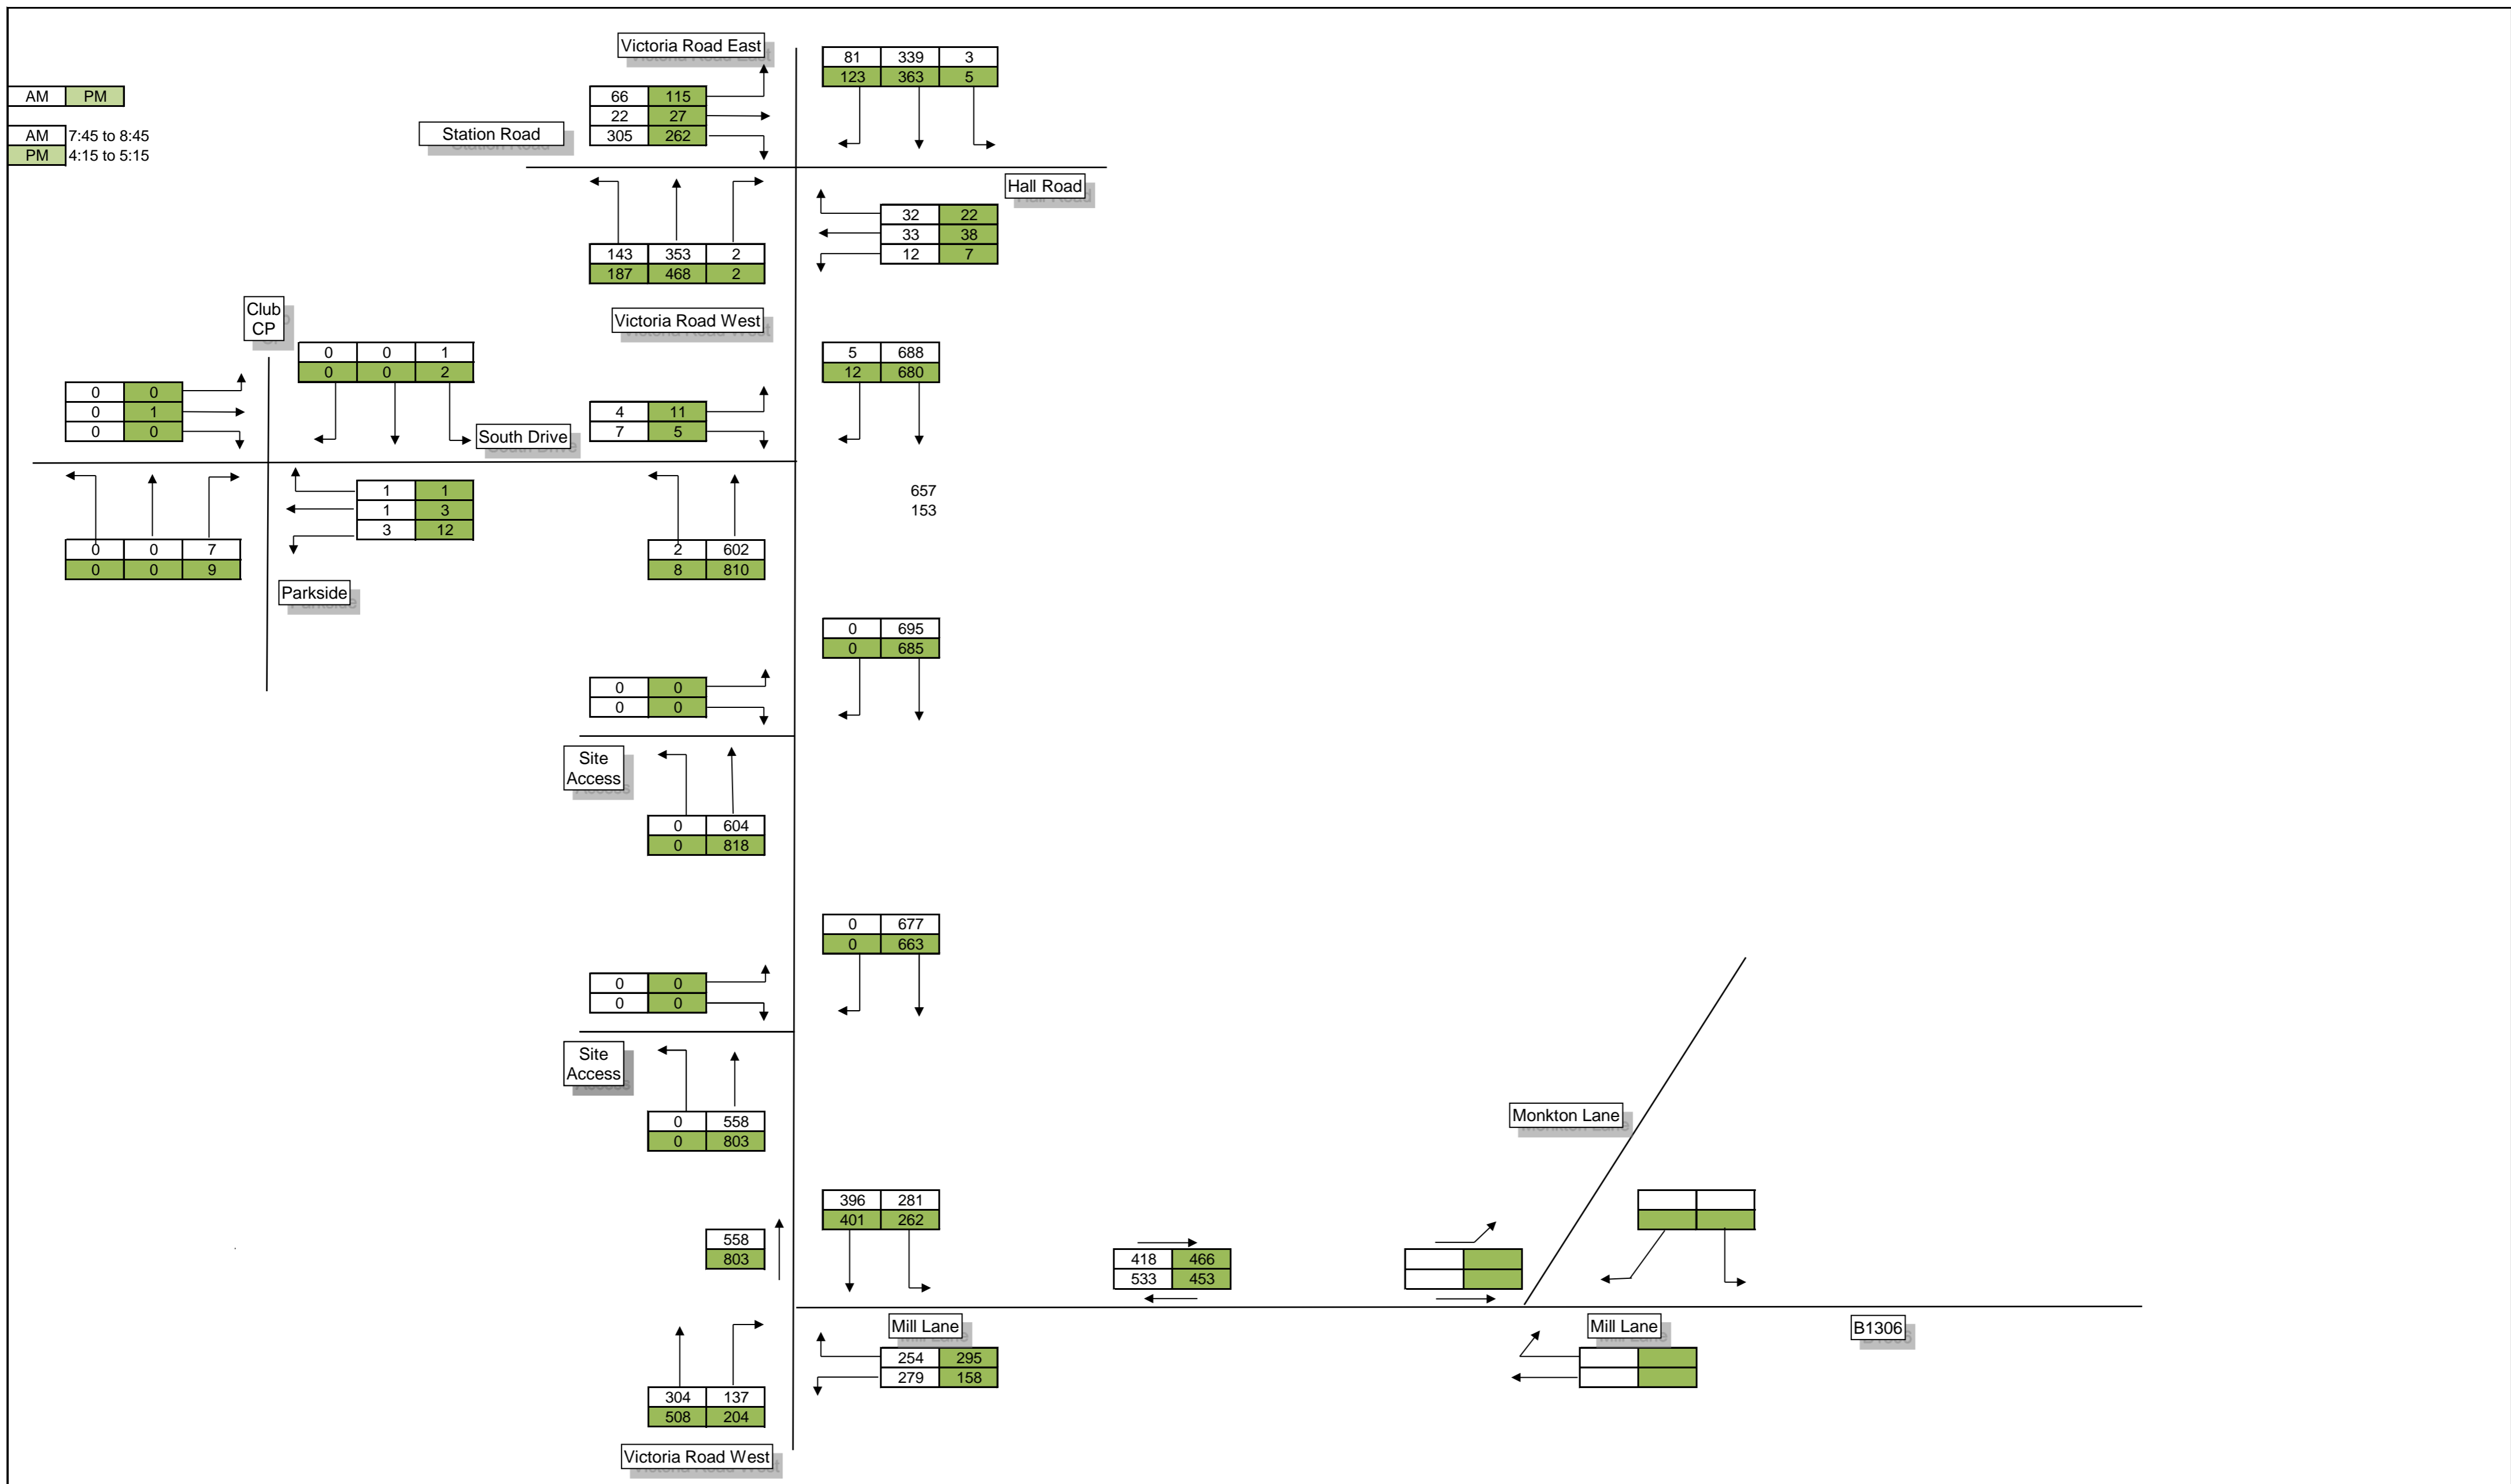 Victoria Road East
81 339 3
123 363 5
AM PM
66 115
22 27
305 262
AM 7:45 to 8:45
PM 4:15 to 5:15
Station Road
Hall Road
32 22
33 38
12 7
143 353 2
187 468 2
Club
CP
Victoria Road West
0 0 1
0 0 2
5 688
12 680
0 0
0 1
0 0
4 11
7 5
South Drive
1 1
1 3
3 12
657
153
0 0 7
0 0 9
2 602
8 810
Parkside
0 695
0 685
0 0
0 0
Site
Access
0 604
0 818
0 677
0 663
0 0
0 0
Site
Access
0 558
0 803
Monkton Lane
396 281
401 262
558
803
418 466
533 453
Mill Lane
Mill Lane
B1306
254 295
279 158
304 137
508 204
Victoria Road West